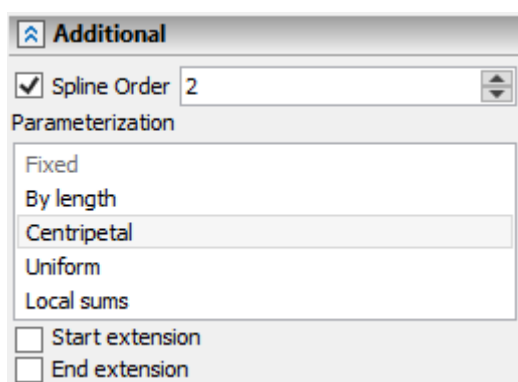 Additional
Spline Order 2
Parameterization
Fixed
By length
Centripetal
Uniform
Local sums
Start extension
End extension